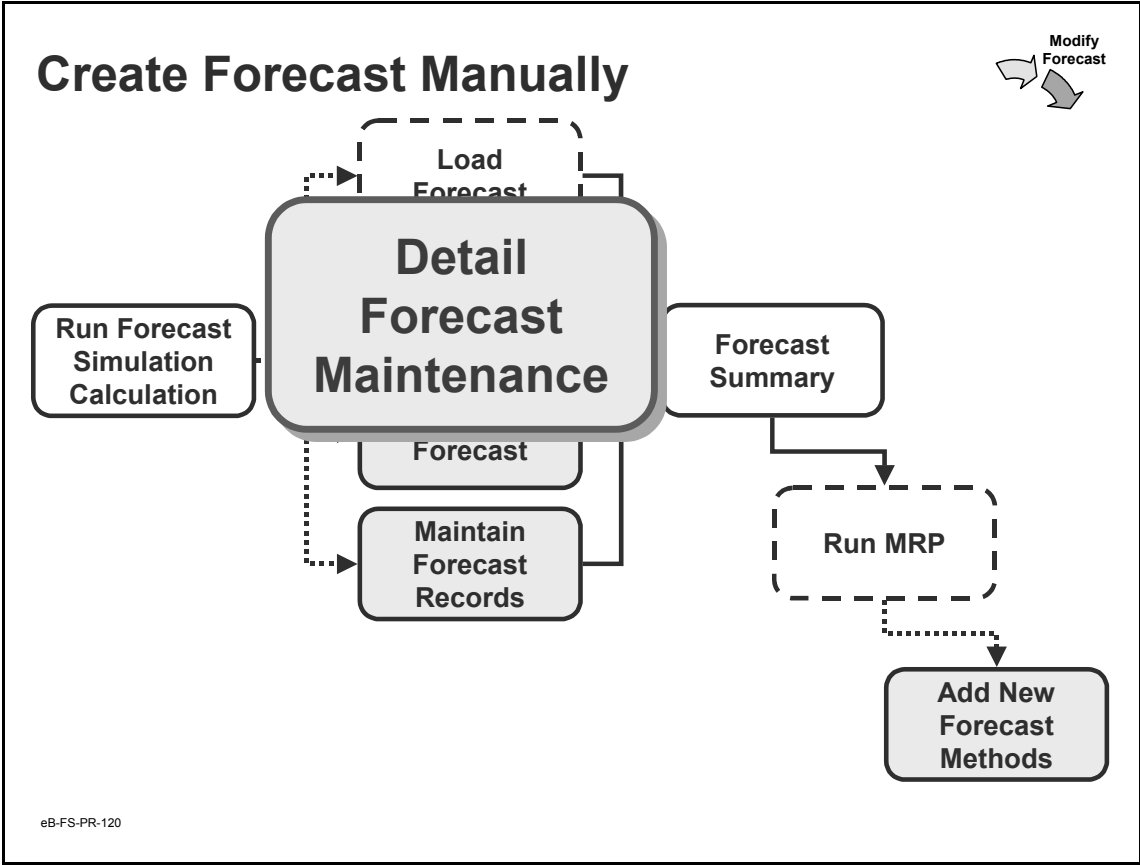 Create Forecast Manually
Modify
Forecast
Load
Forecast
Detail
Forecast
Maintenance
Run Forecast
Simulation
Calculation
Forecast
Summary
Forecast
Maintain
Forecast
Records
Run MRP
Add New
Forecast
Methods
eB-FS-PR-120